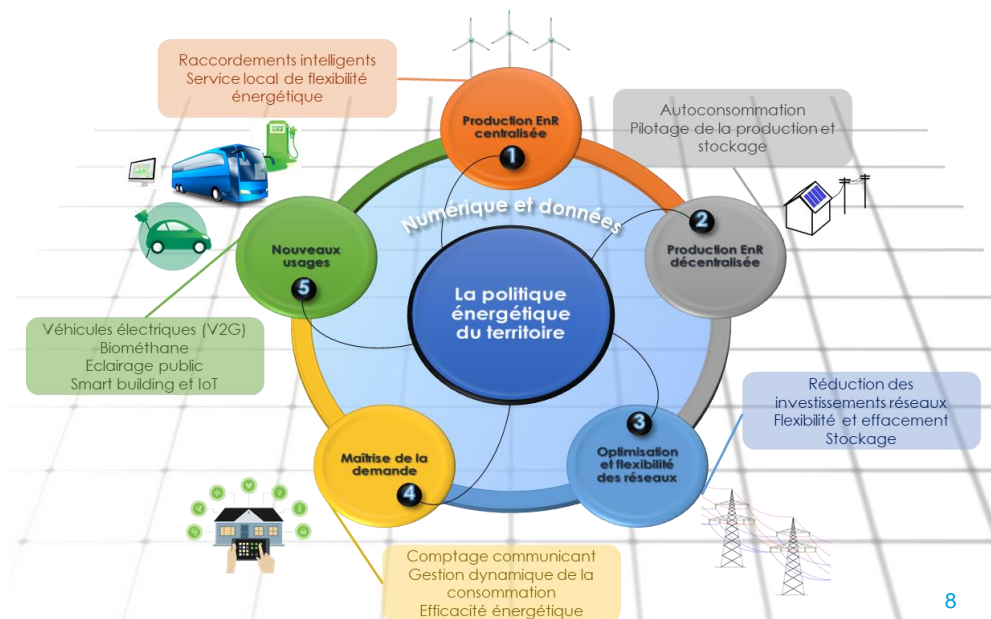 Raccordements intelligents
Service local de flexibilité
énergétique
Production EnR
centralisée
1
Autoconsommation
Pilotage de la production et
stockage
Numérique et données
2
Production EnR
décentralisée
Nouveaux
usages
5
La politique
énergétique
du territoire
Véhicules électriques (V2G)
Biométhane
Eclairage public
Smart building et IoT
Réduction des
investissements réseaux
Flexibilité et effacement
Stockage
3
Optimisation
et flexibilité
des réseaux
Maîtrise de la
demande
4
Comptage communicant
Gestion dynamique de la
consommation
Efficacité énergétique
8